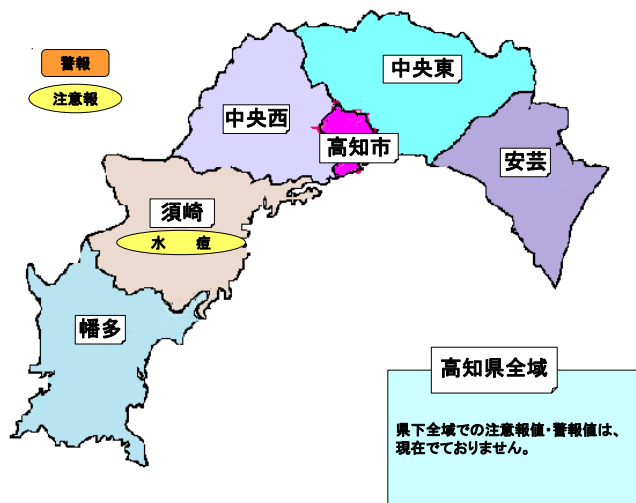 警報
注意報
中央東
中央西
高知市
安芸
須崎
水　痘
幡多
高知県全域
県下全域での注意報値・警報値は、
現在でておりません。